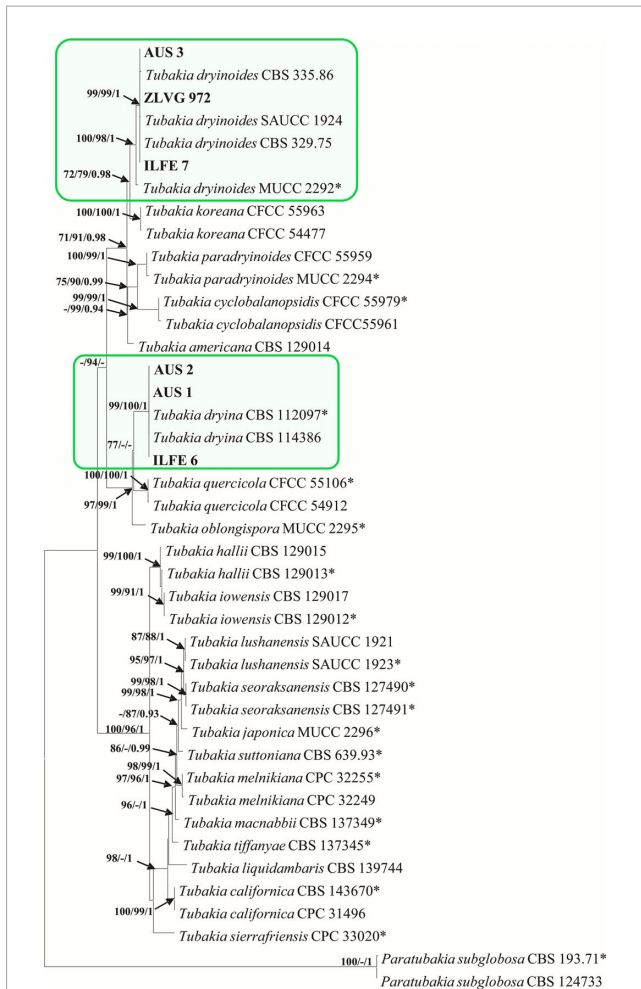 AUS 3
Tubakia dryinoides CBS 335.86
99/99/1
ZLVG 972
Tubakia dryinoides SAUCC 1924
100/98/1
Tubakia dryinoides CBS 329.75
ILFE 7
72/79/0.98
Tubakia dryinoides MUCC 2292*
100/100/1
Tubakia koreana CFCC 55963
Tubakia koreana CFCC 54477
71/91/0.98
100/99/1
Tubakia paradryinoides CFCC 55959
Tubakia paradryinoides MUCC 2294*
75/90/0.99
99/99/1
Tubakia cyclobalanopsidis CFCC 55979*
-/99/0.94
Tubakia cyclobalanopsidis CFCC55961
Tubakia americana CBS 129014
-/94/-
AUS 2
AUS 1
99/100/1
Tubakia dryina CBS 112097*
Tubakia dryina CBS 114386
77/-/-
ILFE 6
100/100/1
Tubakia quercicola CFCC 55106*
97/99/1
Tubakia quercicola CFCC 54912
Tubakia oblongispora MUCC 2295*
Tubakia hallii CBS 129015
99/100/1
Tubakia hallii CBS 129013*
99/91/1
Tubakia iowensis CBS 129017
Tubakia iowensis CBS 129012*
87/88/1
Tubakia lushanensis SAUCC 1921
95/97/1
Tubakia lushanensis SAUCC 1923*
99/98/1
Tubakia seoraksanensis CBS 127490*
99/98/1
Tubakia seoraksanensis CBS 127491*
-/87/0.93
100/96/1
Tubakia japonica MUCC 2296*
86/-/0.99
Tubakia suttoniana CBS 639.93*
98/99/1
97/96/1
Tubakia melnikiana CPC 32255*
Tubakia melnikiana CPC 32249
96/-/1
Tubakia macnabbii CBS 137349*
Tubakia tiffanyae CBS 137345*
98/-/1
Tubakia liquidambaris CBS 139744
Tubakia californica CBS 143670*
100/99/1
Tubakia californica CPC 31496
Tubakia sierrafriensis CPC 33020*
100/-/1
Paratubakia subglobosa CBS 193.71*
Paratubakia subglobosa CBS 124733